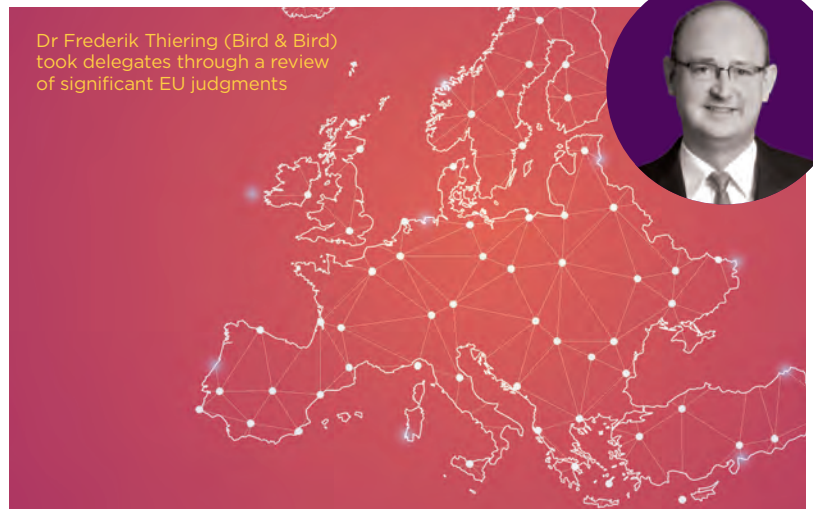 Dr Frederik Thiering (Bird & Bird)
took delegates through a review
of significant EU judgments